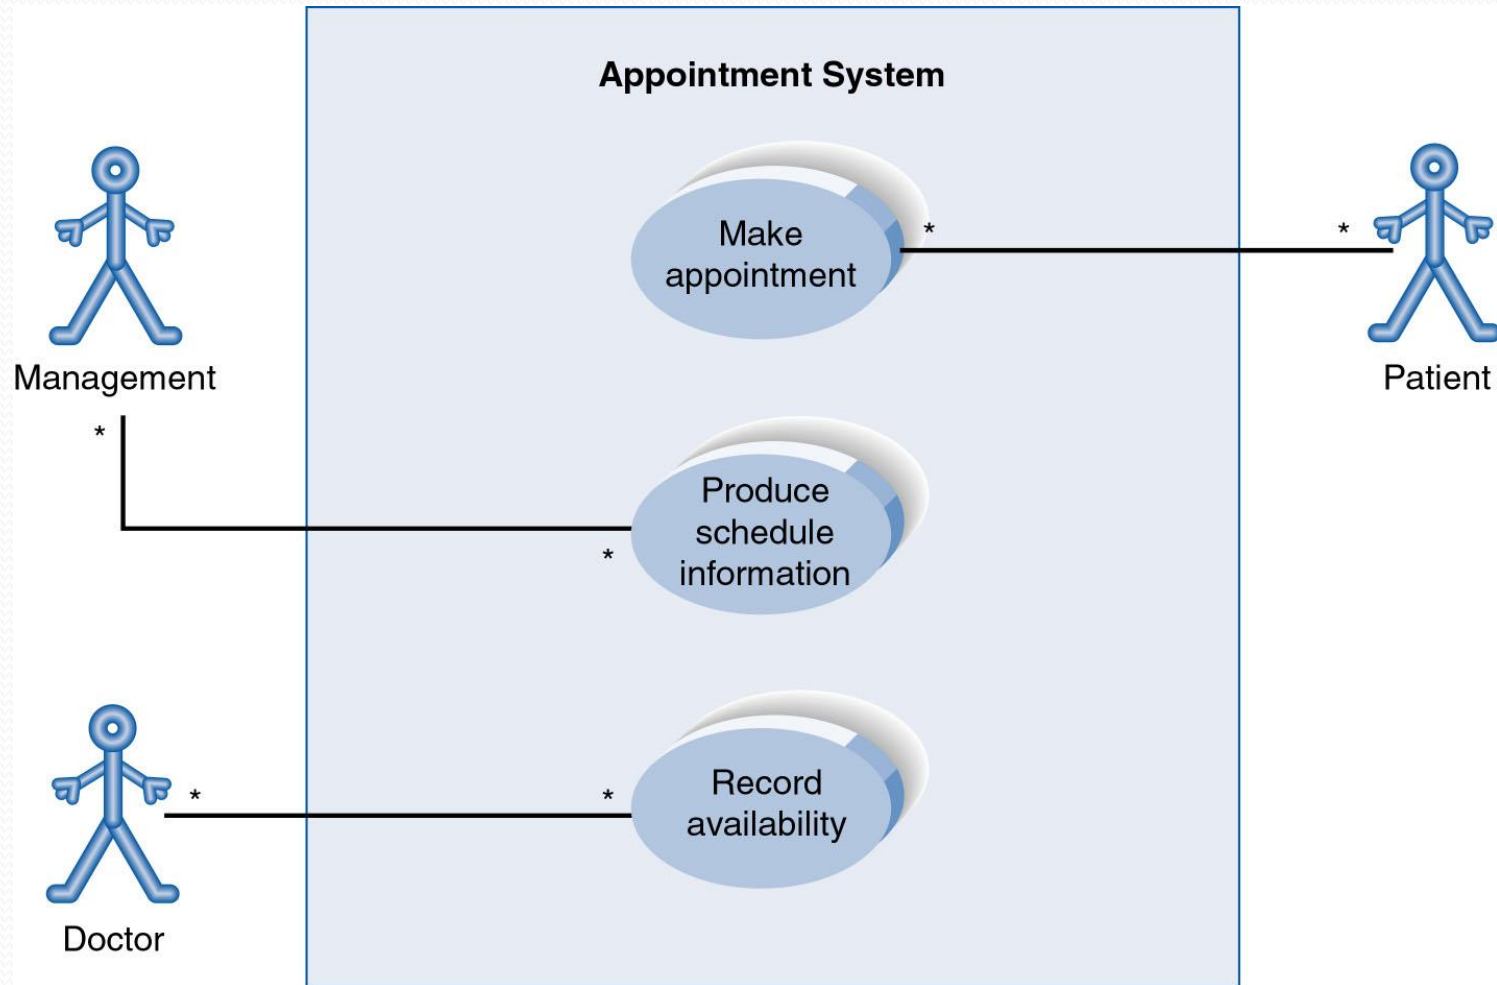 Appointment System
Make
appointment
*
*
Management
Patient
*
Produce
schedule
information
*
Record
availability
*
*
Doctor